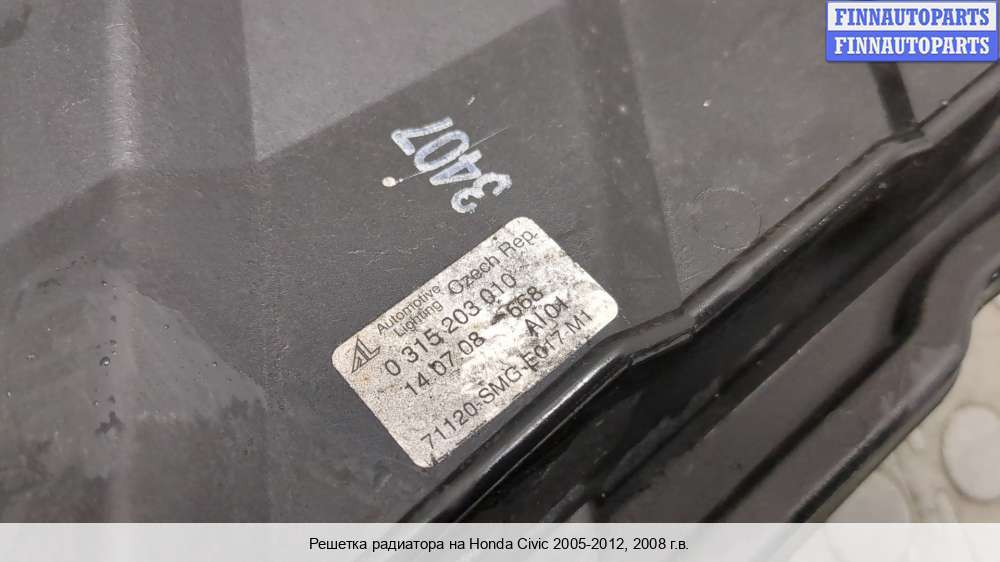 FINNAUTOPARTS
FINNAUTOPARTS
3407
AL Automotive Lighting Czech Rep.
0 315 203 010
14.07.08 668
AI01
71120-SMG-E017-M1
Решетка радиатора на Honda Civic 2005-2012, 2008 г.в.